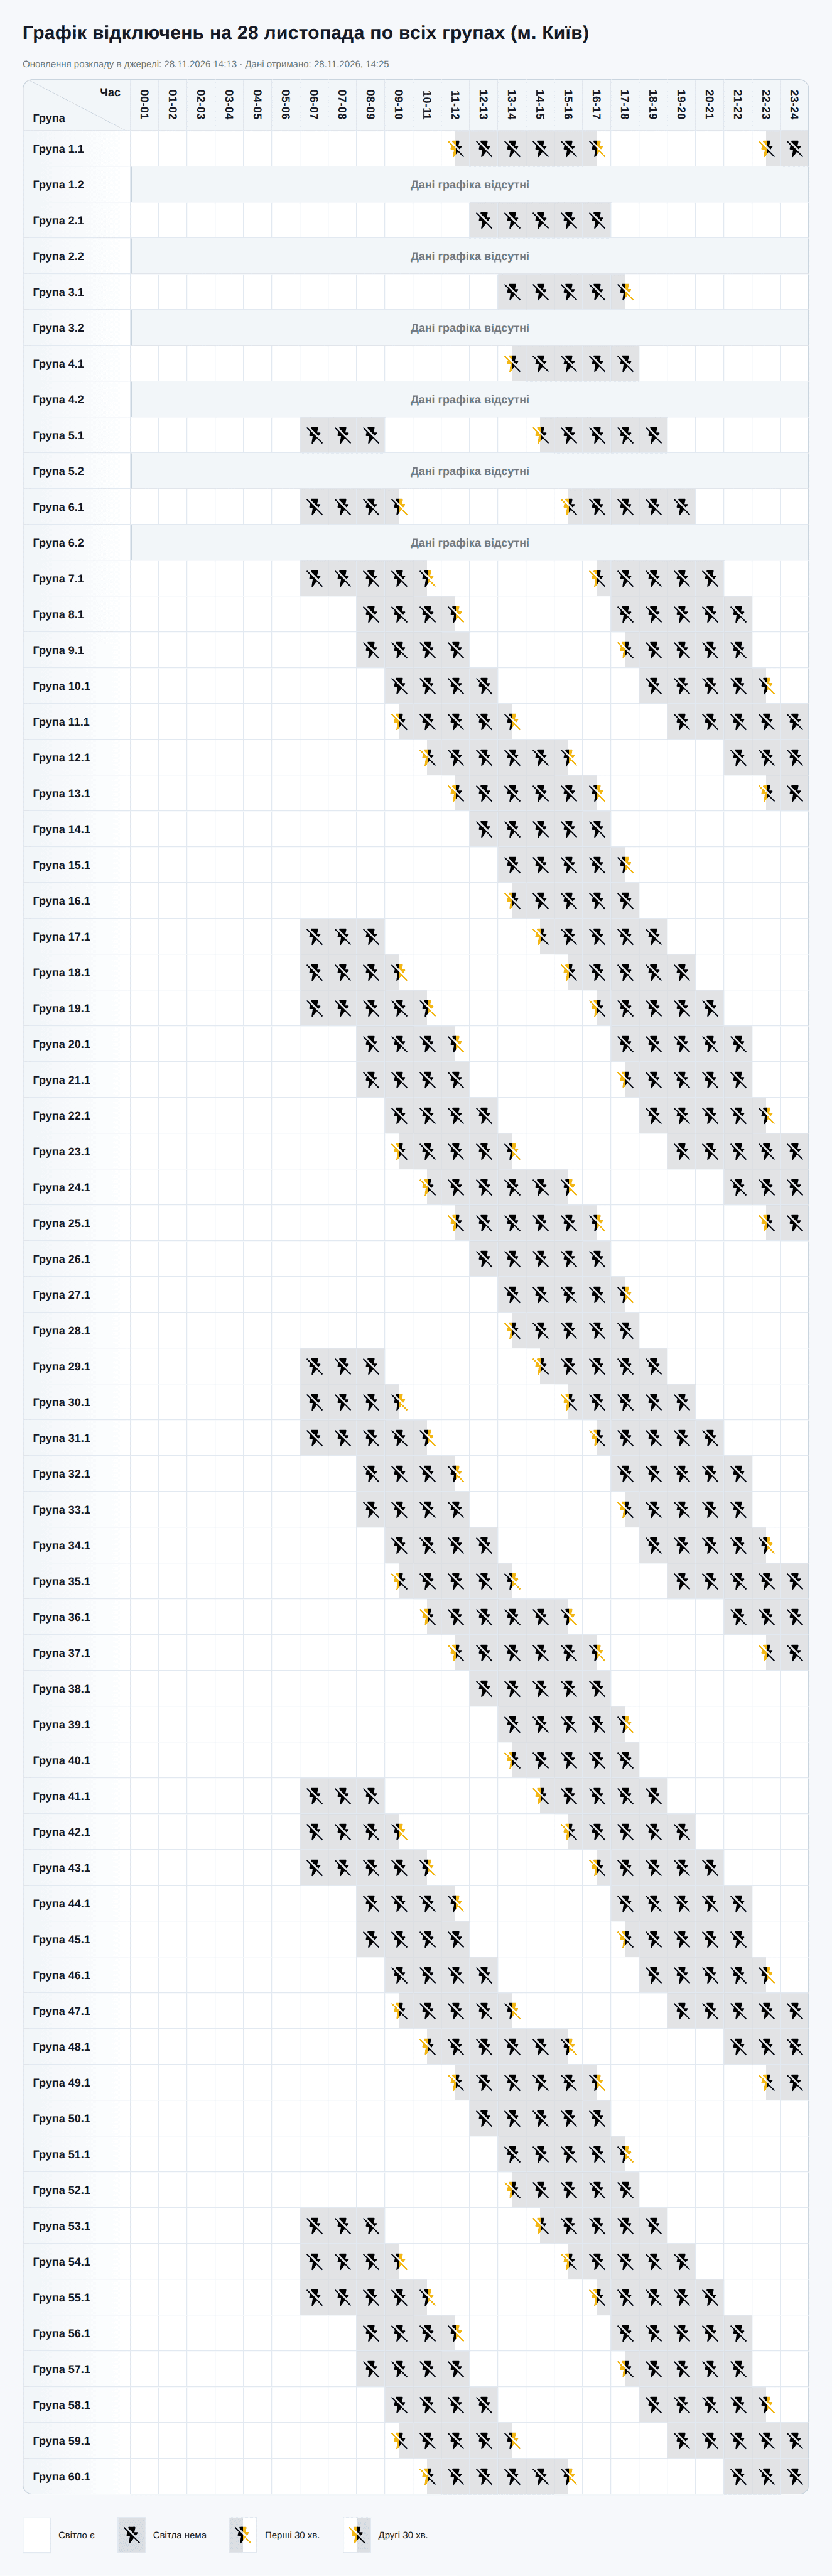 Графік відключень на 28 листопада по всіх групах (м. Київ)
Оновлення розкладу в джерелі: 28.11.2026 14:13 · Дані отримано: 28.11.2026, 14:25
Час
Група
00-01 01-02 02-03 03-04 04-05 05-06 06-07 07-08 08-09 09-10 10-11 11-12 12-13 13-14 14-15 15-16 16-17 17-18 18-19 19-20 20-21 21-22 22-23 23-24
Група 1.1
Група 1.2 Дані графіка відсутні
Група 2.1
Група 2.2 Дані графіка відсутні
Група 3.1
Група 3.2 Дані графіка відсутні
Група 4.1
Група 4.2 Дані графіка відсутні
Група 5.1
Група 5.2 Дані графіка відсутні
Група 6.1
Група 6.2 Дані графіка відсутні
Група 7.1
Група 8.1
Група 9.1
Група 10.1
Група 11.1
Група 12.1
Група 13.1
Група 14.1
Група 15.1
Група 16.1
Група 17.1
Група 18.1
Група 19.1
Група 20.1
Група 21.1
Група 22.1
Група 23.1
Група 24.1
Група 25.1
Група 26.1
Група 27.1
Група 28.1
Група 29.1
Група 30.1
Група 31.1
Група 32.1
Група 33.1
Група 34.1
Група 35.1
Група 36.1
Група 37.1
Група 38.1
Група 39.1
Група 40.1
Група 41.1
Група 42.1
Група 43.1
Група 44.1
Група 45.1
Група 46.1
Група 47.1
Група 48.1
Група 49.1
Група 50.1
Група 51.1
Група 52.1
Група 53.1
Група 54.1
Група 55.1
Група 56.1
Група 57.1
Група 58.1
Група 59.1
Група 60.1
Світло є Світла нема Перші 30 хв. Другі 30 хв.